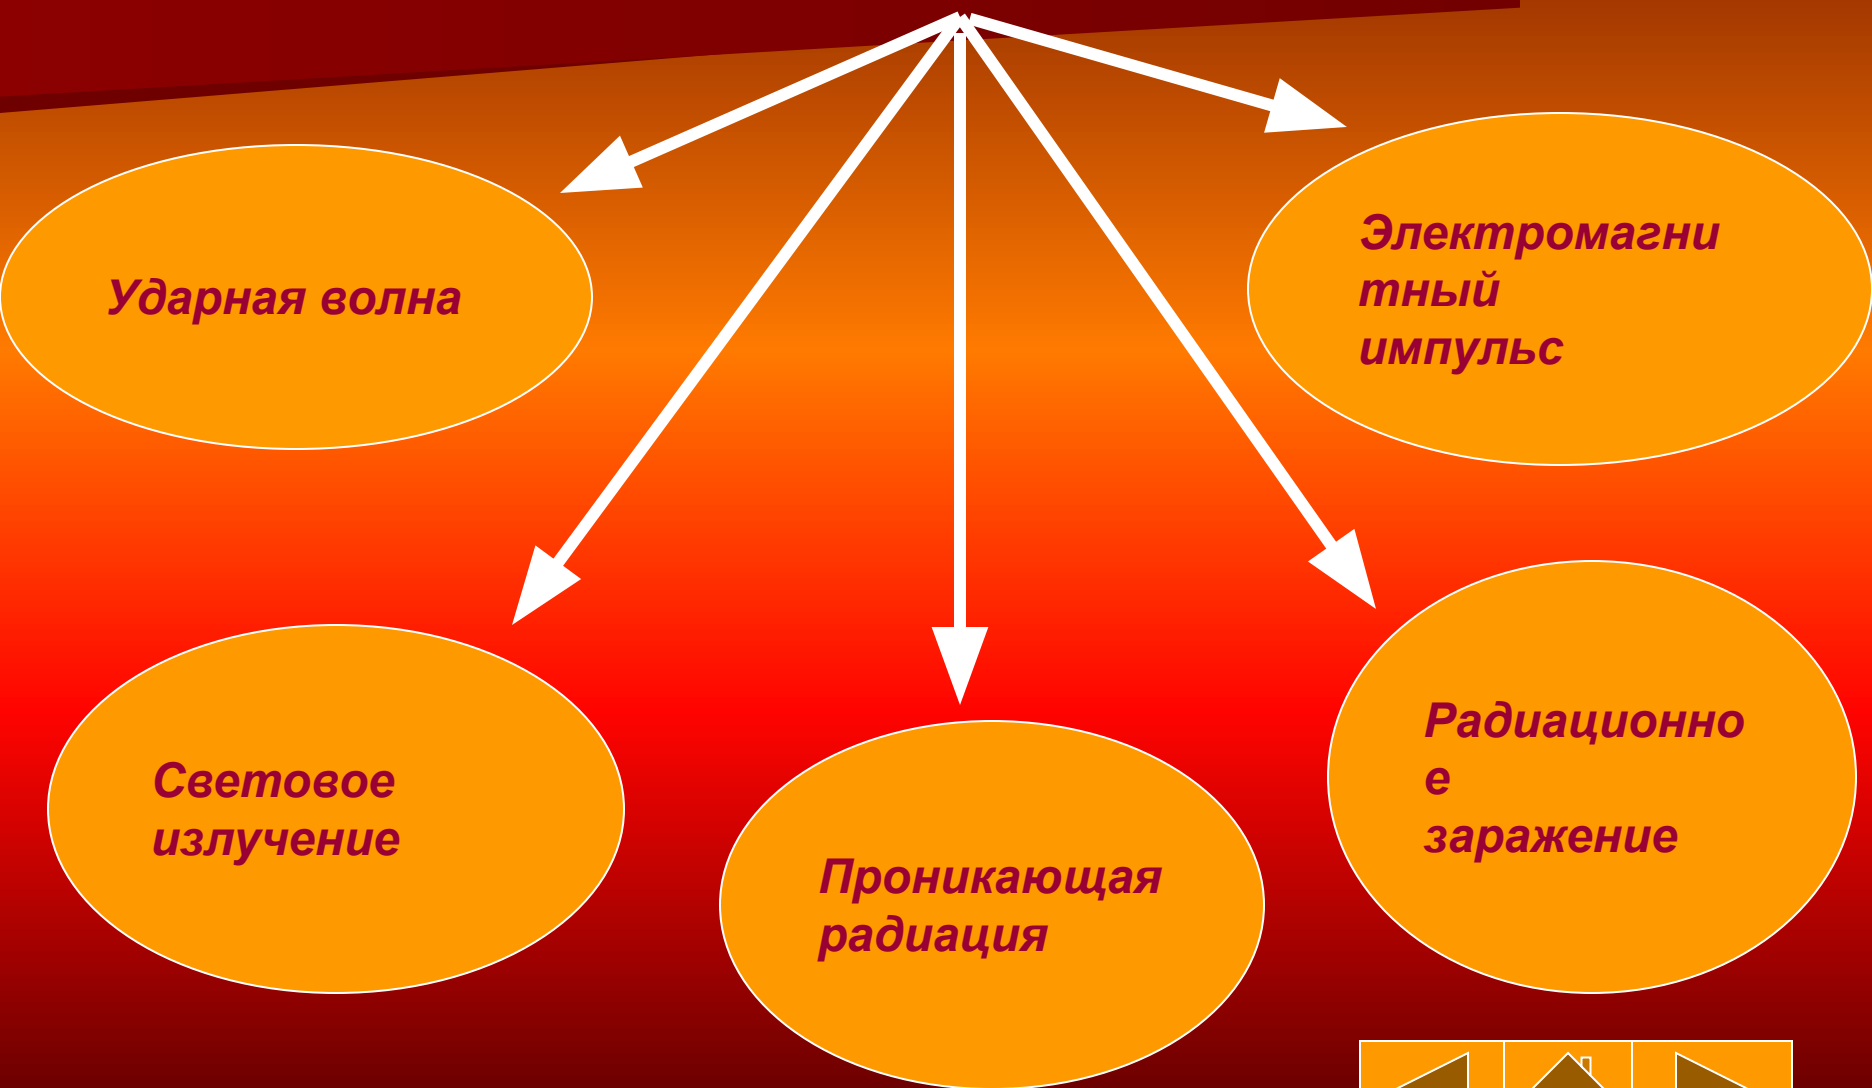 Ударная волна
Электромагни
тный
импульс
Световое
излучение
Проникающая
радиация
Радиационно
е
заражение